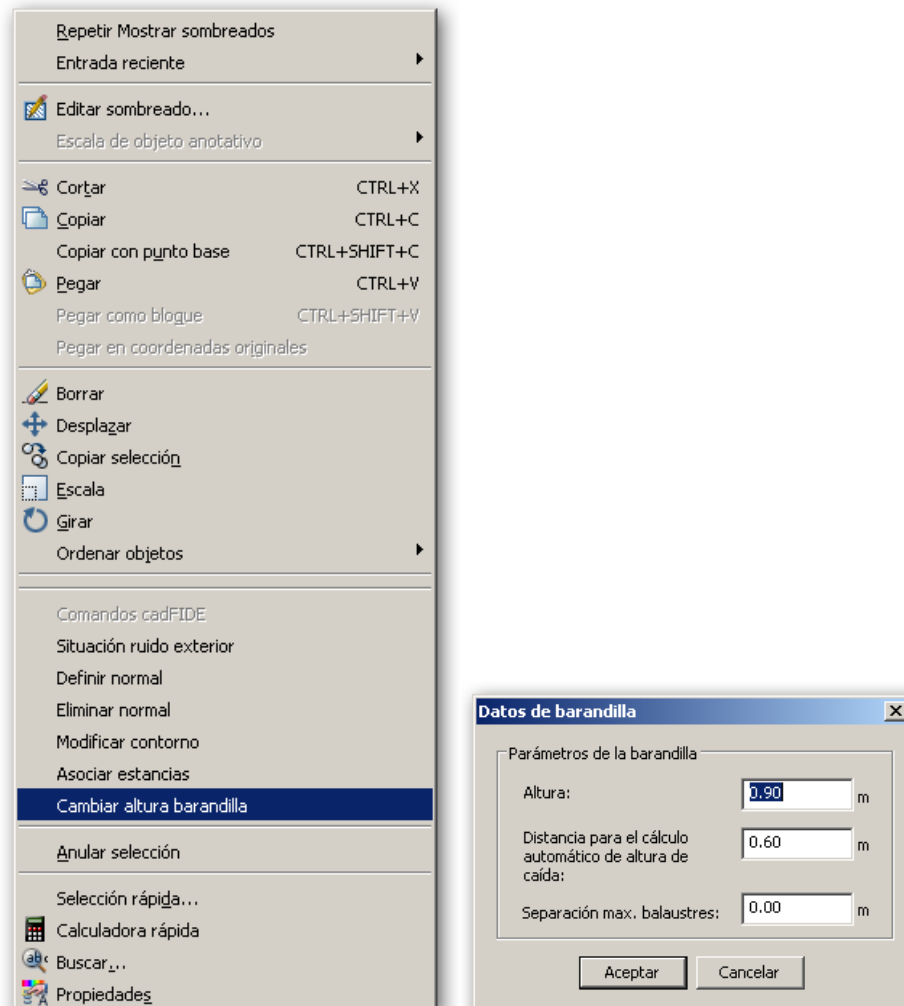 Repetir Mostrar sombreados
Entrada reciente
Editar sombreado...
Escala de objeto anotativo
Cortar CTRL+X
Copiar CTRL+C
Copiar con punto base CTRL+SHIFT+C
Pegar CTRL+V
Pegar como bloque CTRL+SHIFT+V
Pegar en coordenadas originales
Borrar
Desplazar
Copiar selección
Escala
Girar
Ordenar objetos
Comandos cadFIDE
Situación ruido exterior
Definir normal
Eliminar normal
Modificar contorno
Asociar estancias
Cambiar altura barandilla
Anular selección
Selección rápida...
Calculadora rápida
Buscar...
Propiedades
Datos de barandilla
Parámetros de la barandilla
Altura: 0.90 m
Distancia para el cálculo
automático de altura de
caída: 0.60 m
Separación max. balaustres: 0.00 m
Aceptar Cancelar